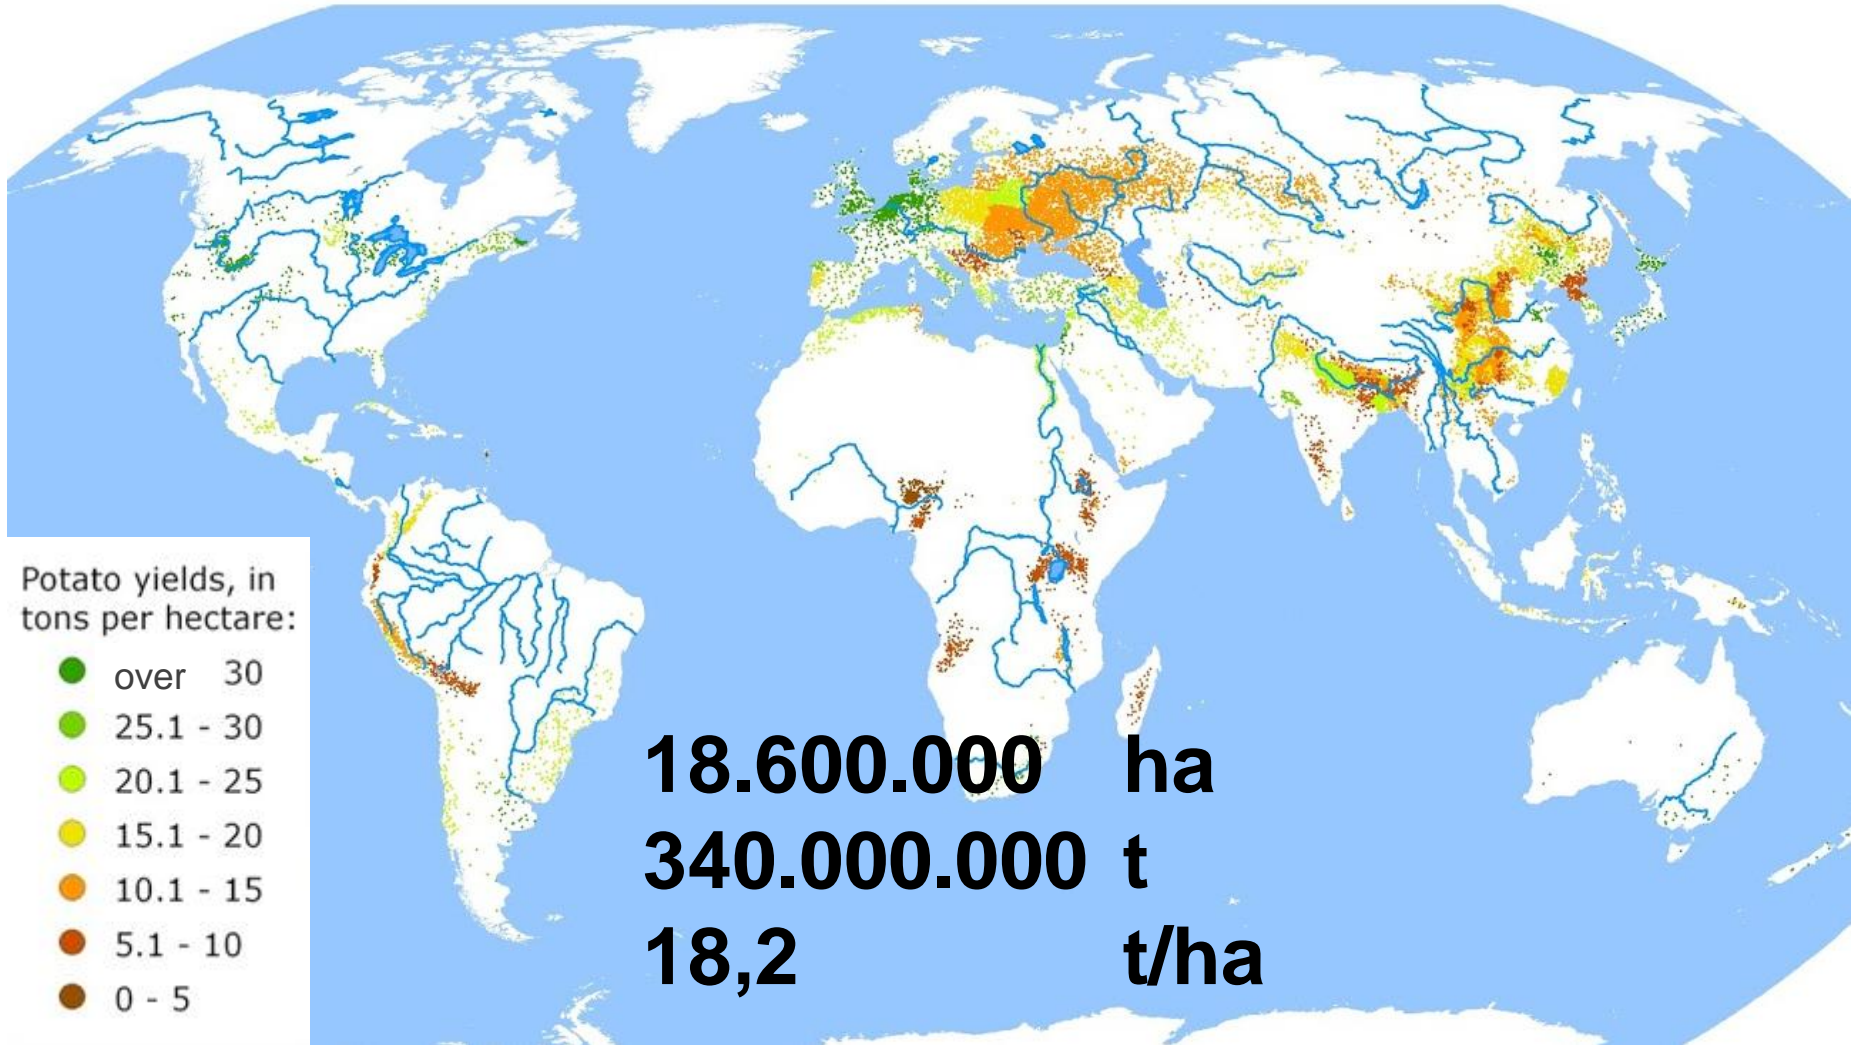 Potato yields, in
tons per hectare:
over 30
25.1 - 30
20.1 - 25
15.1 - 20
10.1 - 15
5.1 - 10
0 - 5
18.600.000 ha
340.000.000 t
18,2 t/ha